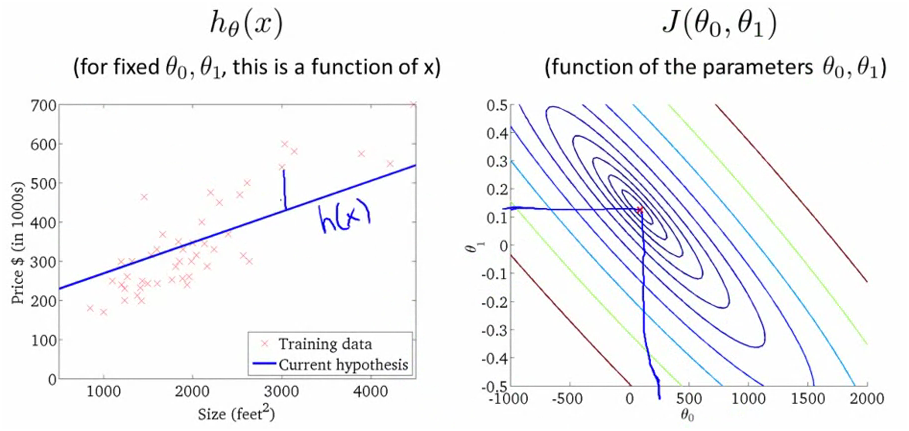 hθ(x)
(for fixed θ0, θ1, this is a function of x)
700
600
500
400
300
200
100
0
Price $ (in 1000s)
1000
2000
3000
4000
Size (feet²)
h(x)
Training data
Current hypothesis
J(θ0, θ1)
(function of the parameters θ0, θ1)
0.5
0.4
0.3
0.2
0.1
0
-0.1
-0.2
-0.3
-0.4
-0.5
θ1
-1000
-500
0
500
1000
1500
2000
θ0